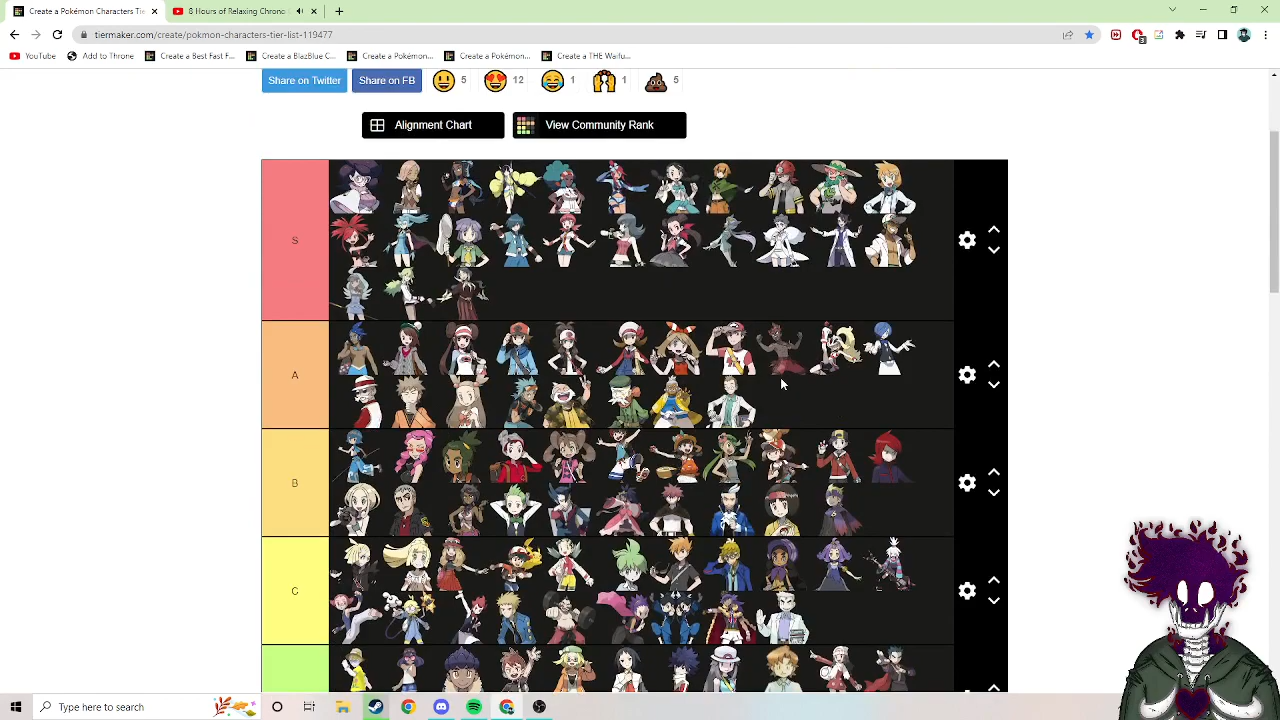 Create a Pokémon Characters Tie
8 Hours of Relaxing Chrono
tiermaker.com/create/pokmon-characters-tier-list-119477
YouTube
Add to Throne
Create a Best Fast F...
Create a BlazBlue C...
Create a Pokémon...
Create a Pokémon...
Create a THE Waifu...
Share on Twitter
Share on FB
5
12
1
1
5
Alignment Chart
View Community Rank
S
A
B
C
Type here to search